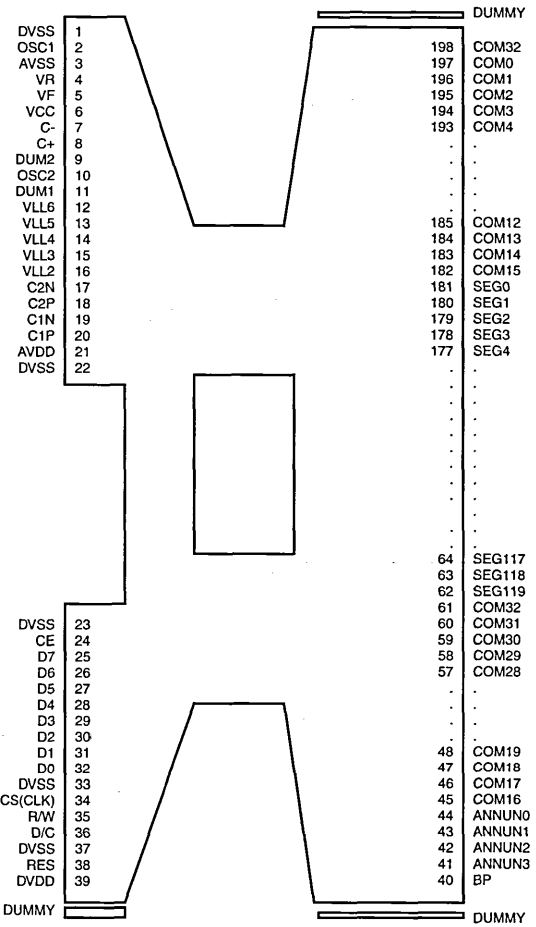 DUMMY
DVSS 1
OSC1 2
AVSS 3
VR 4
VF 5
VCC 6
C- 7
C+ 8
DUM2 9
OSC2 10
DUM1 11
VLL6 12
VLL5 13
VLL4 14
VLL3 15
VLL2 16
C2N 17
C2P 18
C1N 19
C1P 20
AVDD 21
DVSS 22
DVSS 23
CE 24
D7 25
D6 26
D5 27
D4 28
D3 29
D2 30
D1 31
D0 32
DVSS 33
CS(CLK) 34
R/W 35
D/C 36
DVSS 37
RES 38
DVDD 39
DUMMY
198 COM32
197 COM0
196 COM1
195 COM2
194 COM3
193 COM4
185 COM12
184 COM13
183 COM14
182 COM15
181 SEG0
180 SEG1
179 SEG2
178 SEG3
177 SEG4
64 SEG117
63 SEG118
62 SEG119
61 COM32
60 COM31
59 COM30
58 COM29
57 COM28
48 COM19
47 COM18
46 COM17
45 COM16
44 ANNUN0
43 ANNUN1
42 ANNUN2
41 ANNUN3
40 BP
DUMMY